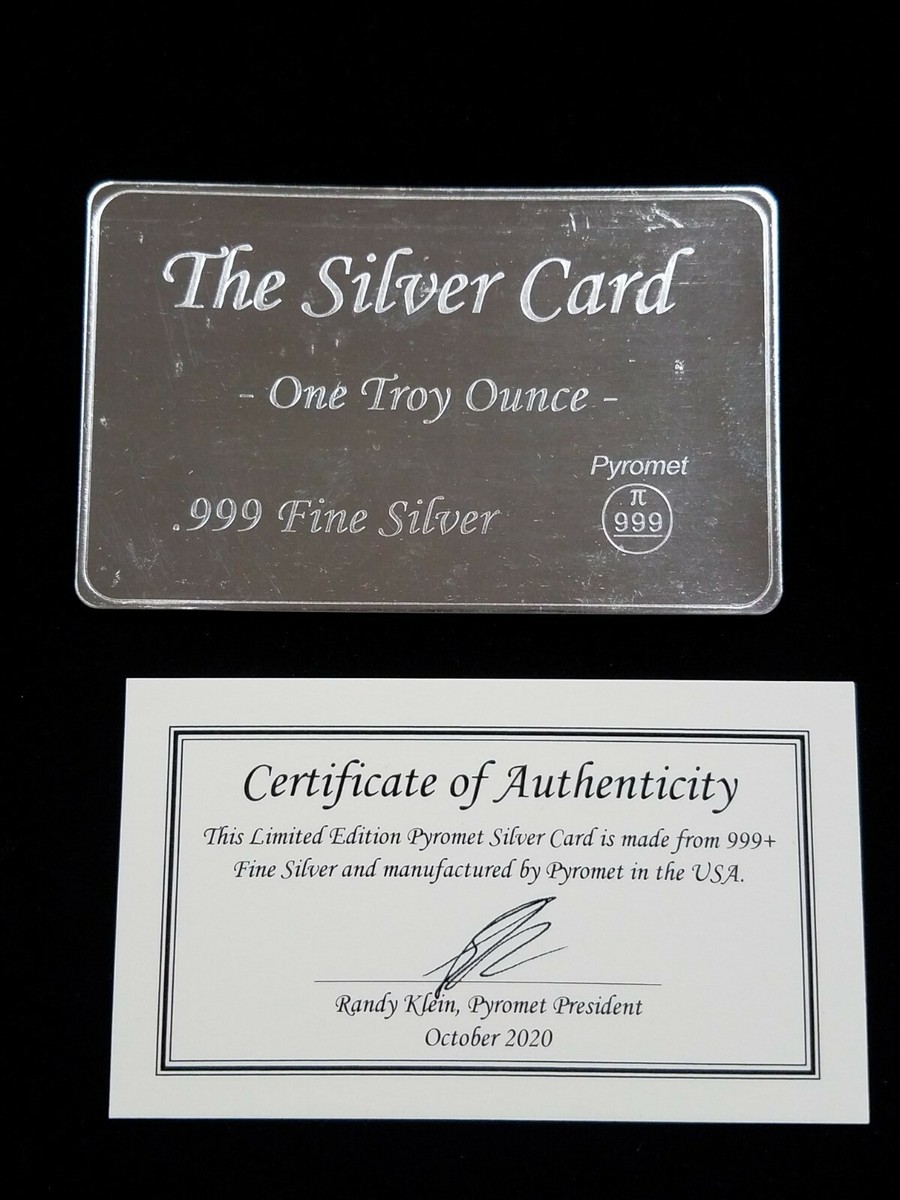 The Silver Card
- One Troy Ounce -
Pyromet
π
.999 Fine Silver
999
Certificate of Authenticity
This Limited Edition Pyromet Silver Card is made from 999+
Fine Silver and manufactured by Pyromet in the USA.
Randy Klein, Pyromet President
October 2020